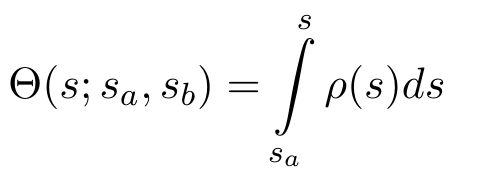 Θ(s; s_a, s_b) = ∫_{s_a}^{s} ρ(s)ds